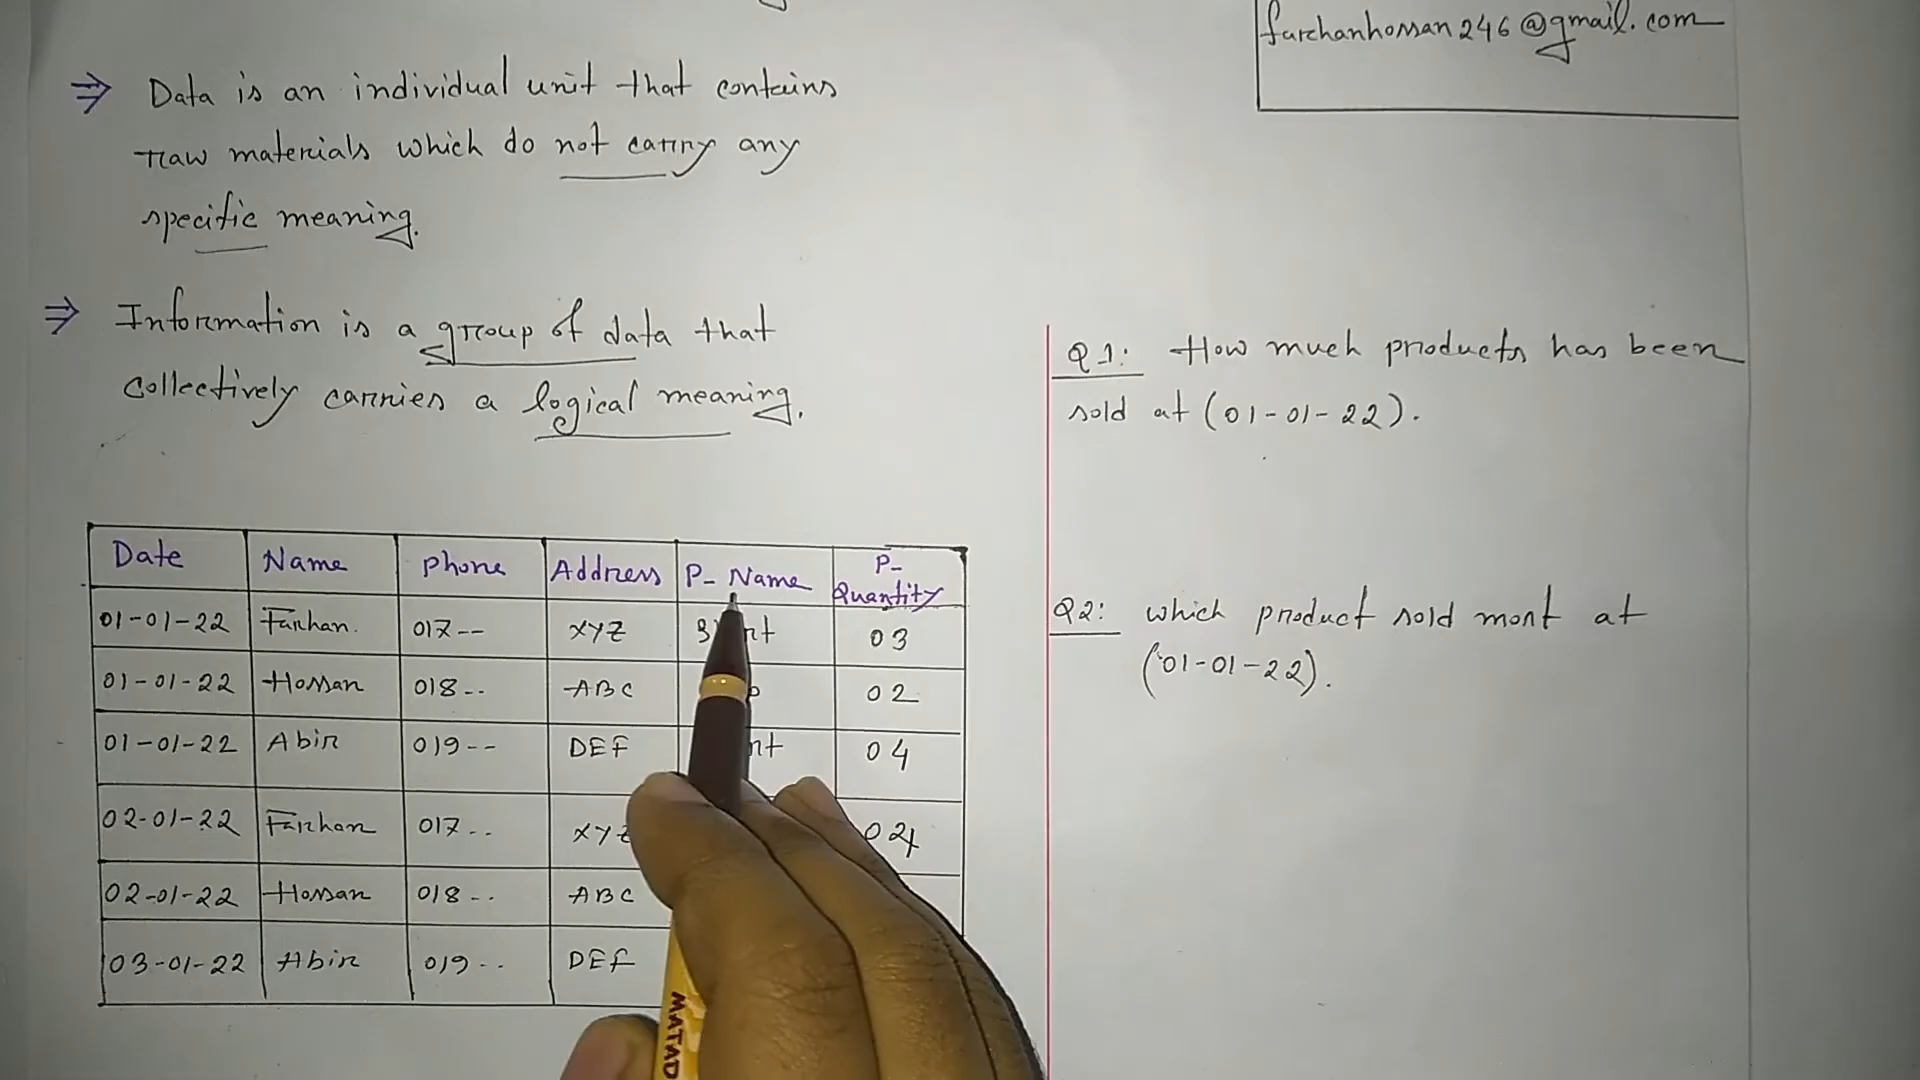 farhanhossan246@gmail.com
⇒ Data is an individual unit that contains
raw materials which do not carry any
specific meaning.
⇒ Information is a group of data that
collectively carries a logical meaning.
Q1: How much products has been
sold at (01-01-22).
Q2: which product sold most at
(01-01-22).
Date Name Phone Address P-Name P-Quantity
01-01-22 Farhan. 017-- XYZ 03
01-01-22 Hossan 018-- ABC 02
01-01-22 Abir 019-- DEF 04
02-01-22 Farhan 017-- XYZ
02-01-22 Hossan 018-- ABC
03-01-22 Abir 019-- DEF
MATAD